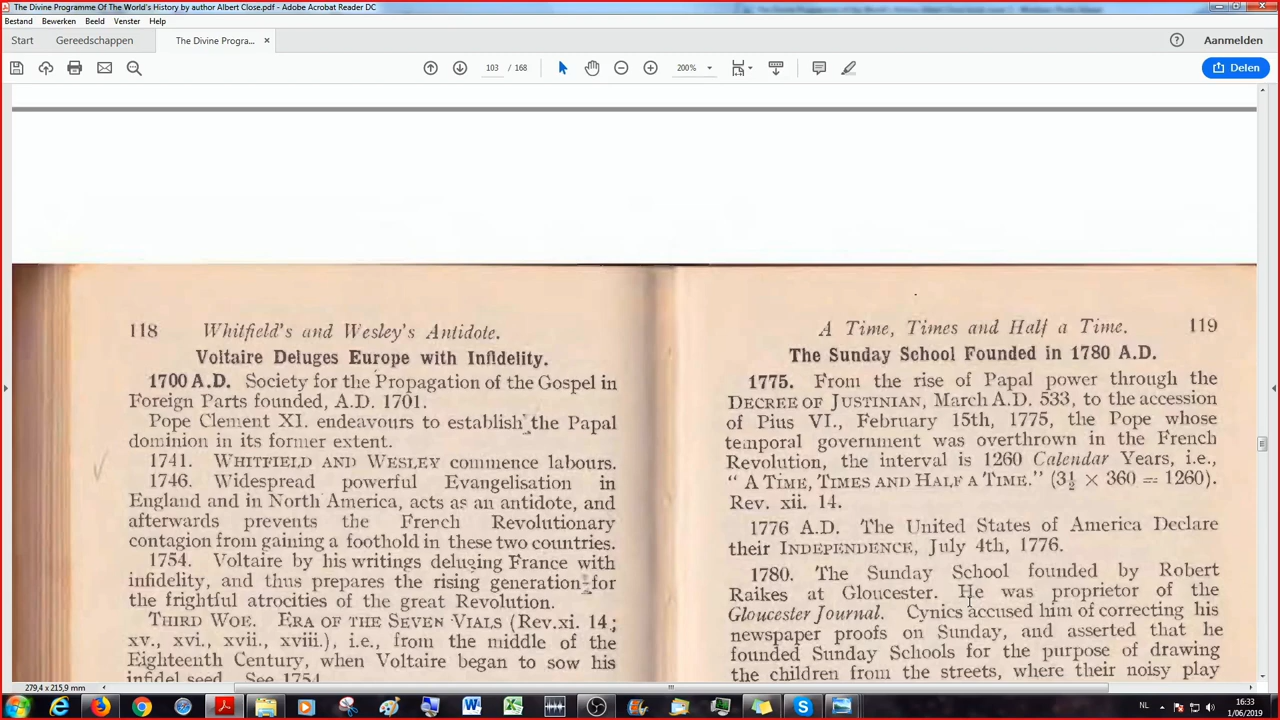 The Divine Programme Of The World's History by author Albert Close.pdf - Adobe Acrobat Reader DC
Bestand Bewerken Beeld Venster Help
Start Gereedschappen The Divine Progra... × Aanmelden
103 / 168 200% Delen
118 Whitfield's and Wesley's Antidote.
Voltaire Deluges Europe with Infidelity.
1700 A.D. Society for the Propagation of the Gospel in
Foreign Parts founded, A.D. 1701.
Pope Clement XI. endeavours to establish the Papal
dominion in its former extent.
1741. WHITFIELD AND WESLEY commence labours.
1746. Widespread powerful Evangelisation in
England and in North America, acts as an antidote, and
afterwards prevents the French Revolutionary
contagion from gaining a foothold in these two countries.
1754. Voltaire by his writings deluging France with
infidelity, and thus prepares the rising generation for
the frightful atrocities of the great Revolution.
THIRD WOE. ERA OF THE SEVEN VIALS (Rev.xi. 14;
xv., xvi., xvii., xviii.), i.e., from the middle of the
Eighteenth Century, when Voltaire began to sow his
infidel seed. See 1754
A Time, Times and Half a Time. 119
The Sunday School Founded in 1780 A.D.
1775. From the rise of Papal power through the
DECREE OF JUSTINIAN, March A.D. 533, to the accession
of Pius VI., February 15th, 1775, the Pope whose
temporal government was overthrown in the French
Revolution, the interval is 1260 Calendar Years, i.e.,
" A TIME, TIMES AND HALF A TIME." (3½ × 360 = 1260).
Rev. xii. 14.
1776 A.D. The United States of America Declare
their INDEPENDENCE, July 4th, 1776.
1780. The Sunday School founded by Robert
Raikes at Gloucester. He was proprietor of the
Gloucester Journal. Cynics accused him of correcting his
newspaper proofs on Sunday, and asserted that he
founded Sunday Schools for the purpose of drawing
the children from the streets, where their noisy play
279,4 x 215,9 mm
NL 16:33
1/06/2019